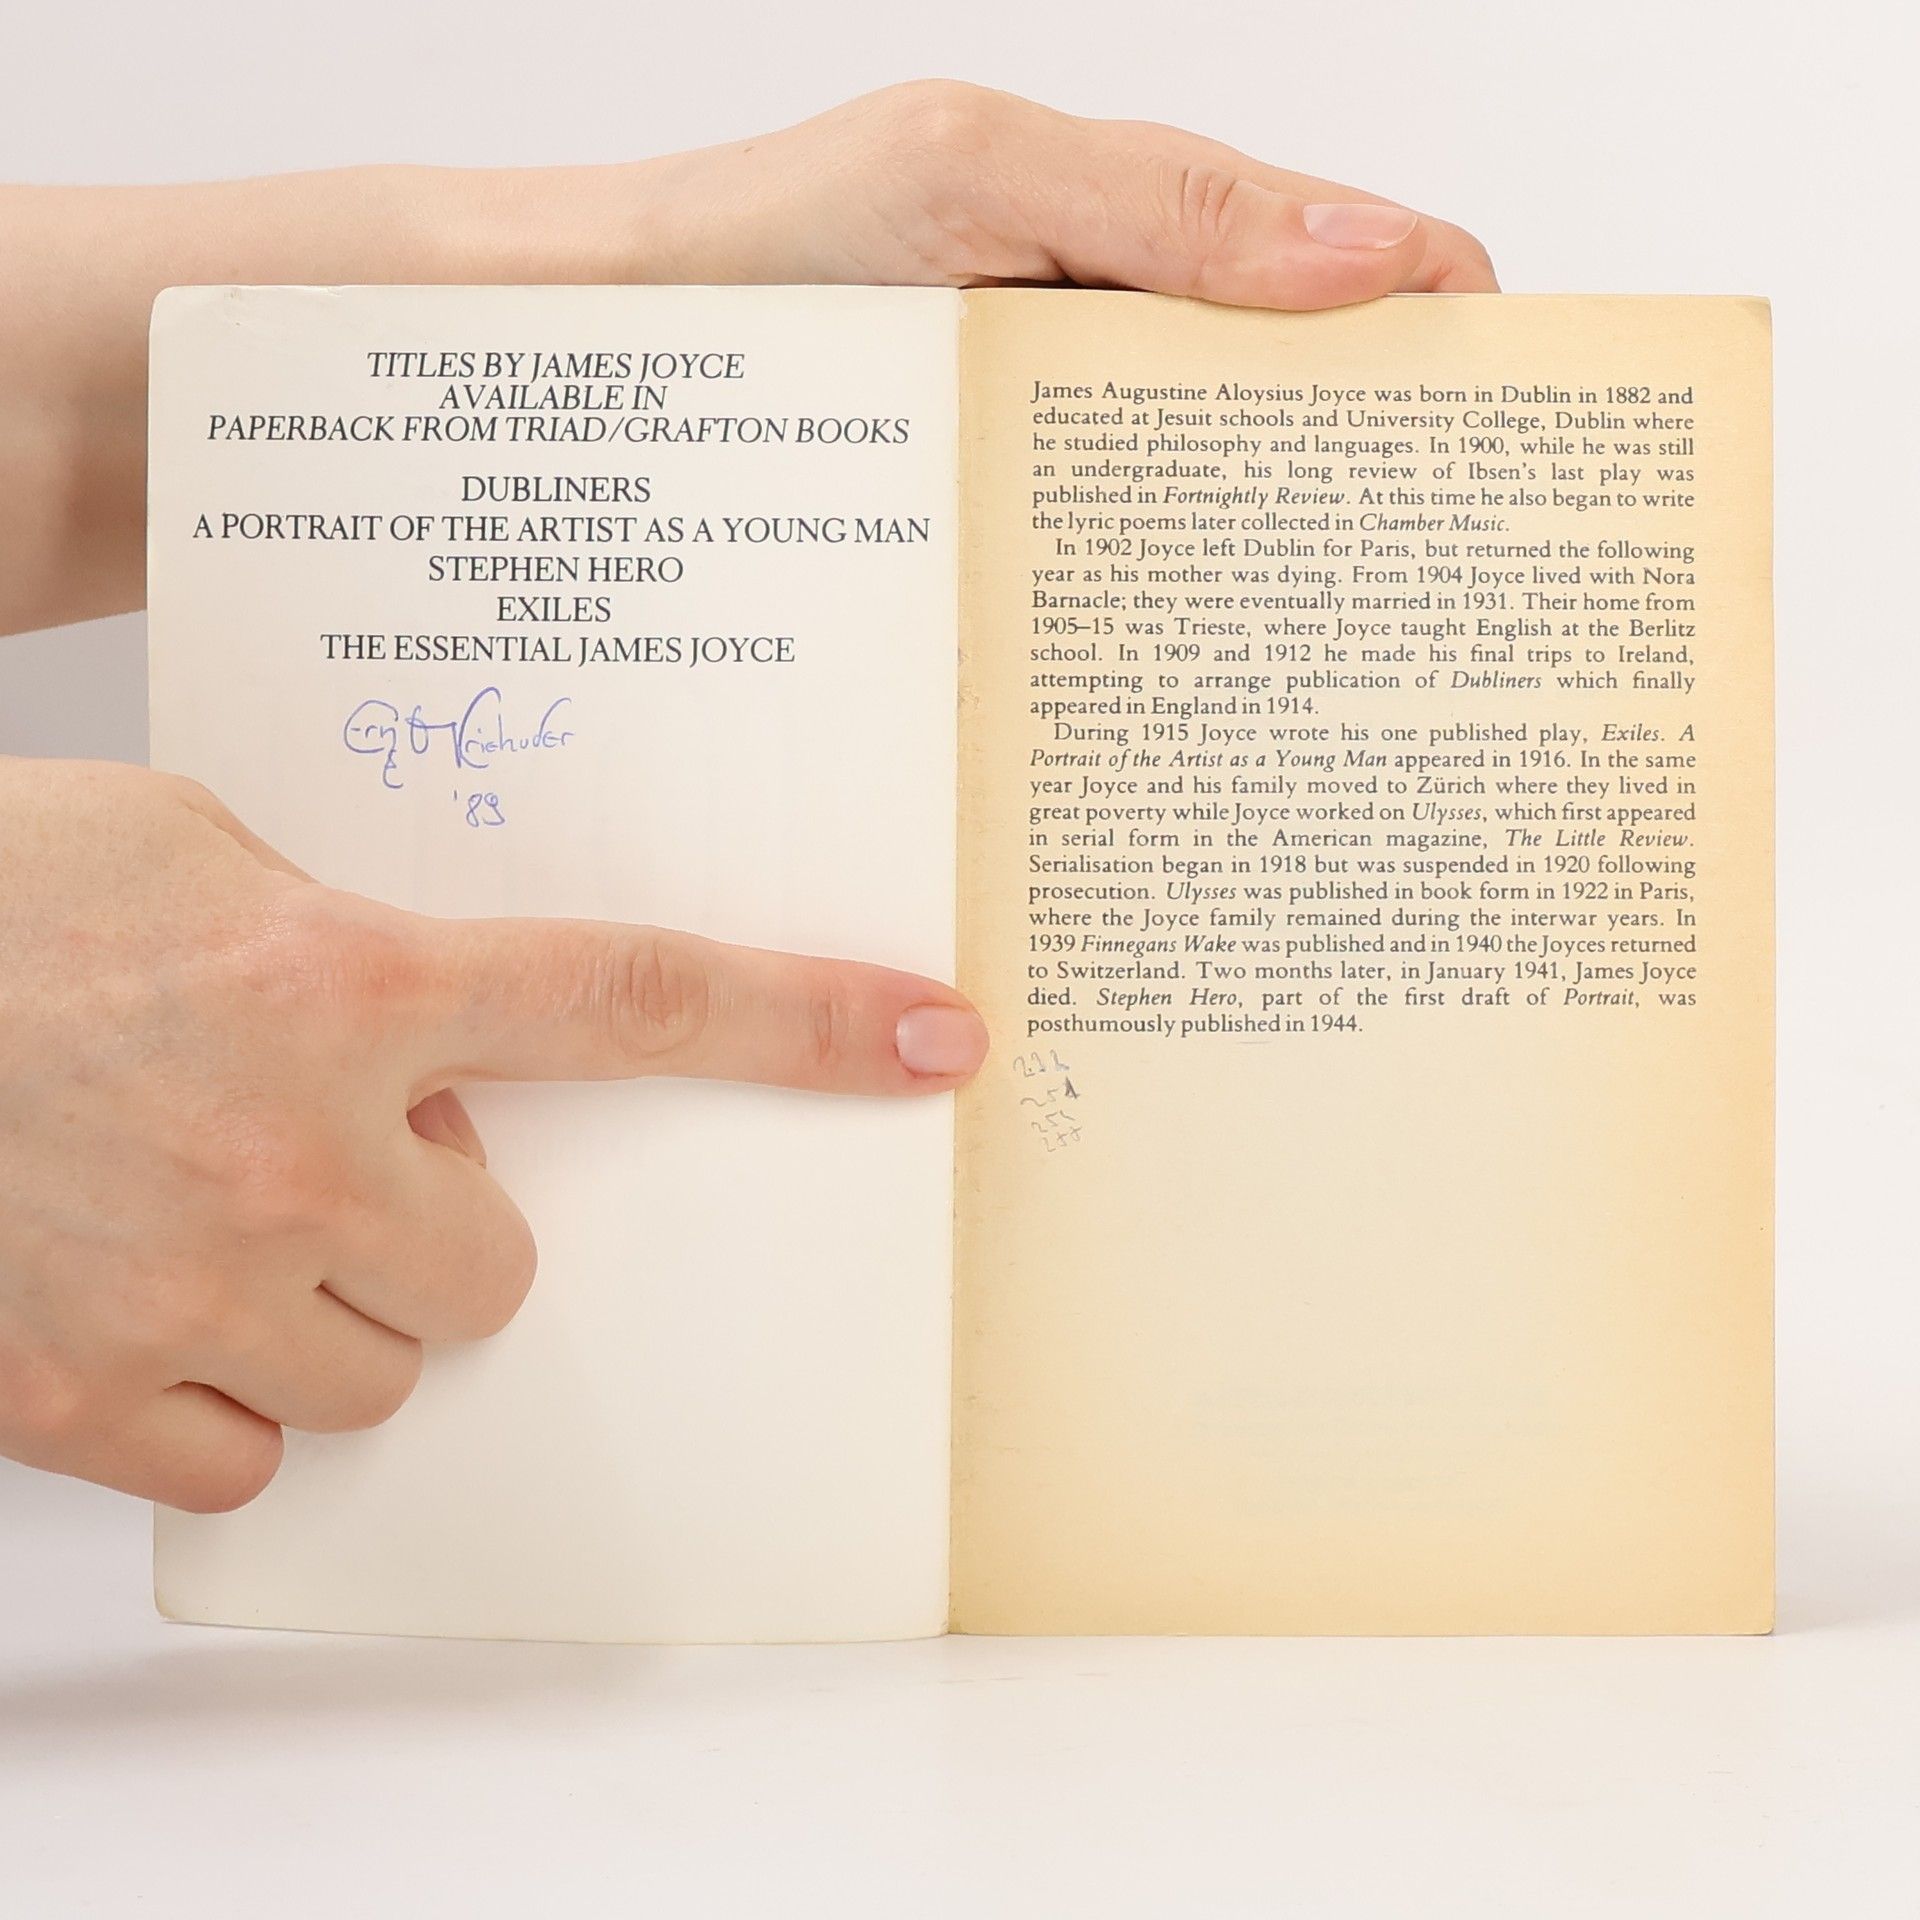 TITLES BY JAMES JOYCE
AVAILABLE IN
PAPERBACK FROM TRIAD/GRAFTON BOOKS
DUBLINERS
A PORTRAIT OF THE ARTIST AS A YOUNG MAN
STEPHEN HERO
EXILES
THE ESSENTIAL JAMES JOYCE
'89
James Augustine Aloysius Joyce was born in Dublin in 1882 and
educated at Jesuit schools and University College, Dublin where
he studied philosophy and languages. In 1900, while he was still
an undergraduate, his long review of Ibsen's last play was
published in Fortnightly Review. At this time he also began to write
the lyric poems later collected in Chamber Music.
In 1902 Joyce left Dublin for Paris, but returned the following
year as his mother was dying. From 1904 Joyce lived with Nora
Barnacle; they were eventually married in 1931. Their home from
1905–15 was Trieste, where Joyce taught English at the Berlitz
school. In 1909 and 1912 he made his final trips to Ireland,
attempting to arrange publication of Dubliners which finally
appeared in England in 1914.
During 1915 Joyce wrote his one published play, Exiles. A
Portrait of the Artist as a Young Man appeared in 1916. In the same
year Joyce and his family moved to Zürich where they lived in
great poverty while Joyce worked on Ulysses, which first appeared
in serial form in the American magazine, The Little Review.
Serialisation began in 1918 but was suspended in 1920 following
prosecution. Ulysses was published in book form in 1922 in Paris,
where the Joyce family remained during the interwar years. In
1939 Finnegans Wake was published and in 1940 the Joyces returned
to Switzerland. Two months later, in January 1941, James Joyce
died. Stephen Hero, part of the first draft of Portrait, was
posthumously published in 1944.